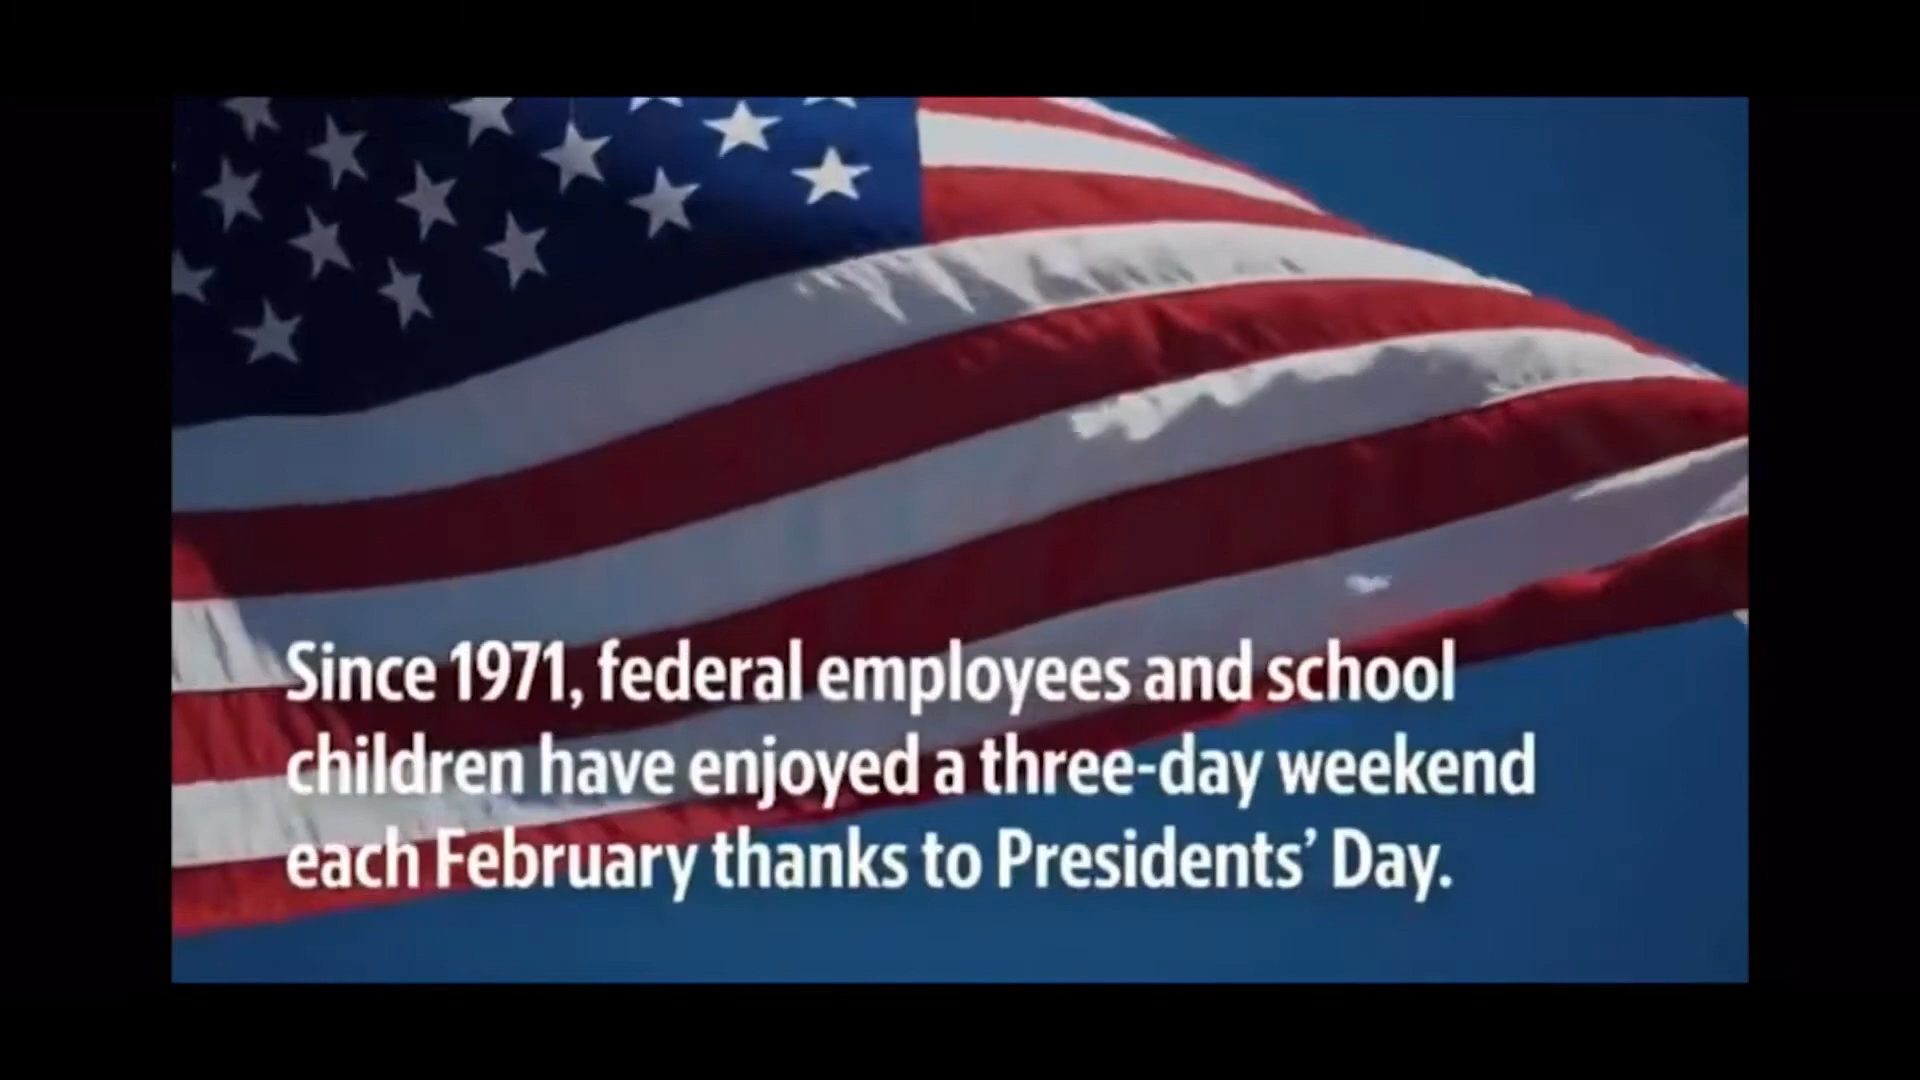 Since 1971, federal employees and school
children have enjoyed a three-day weekend
each February thanks to Presidents’ Day.